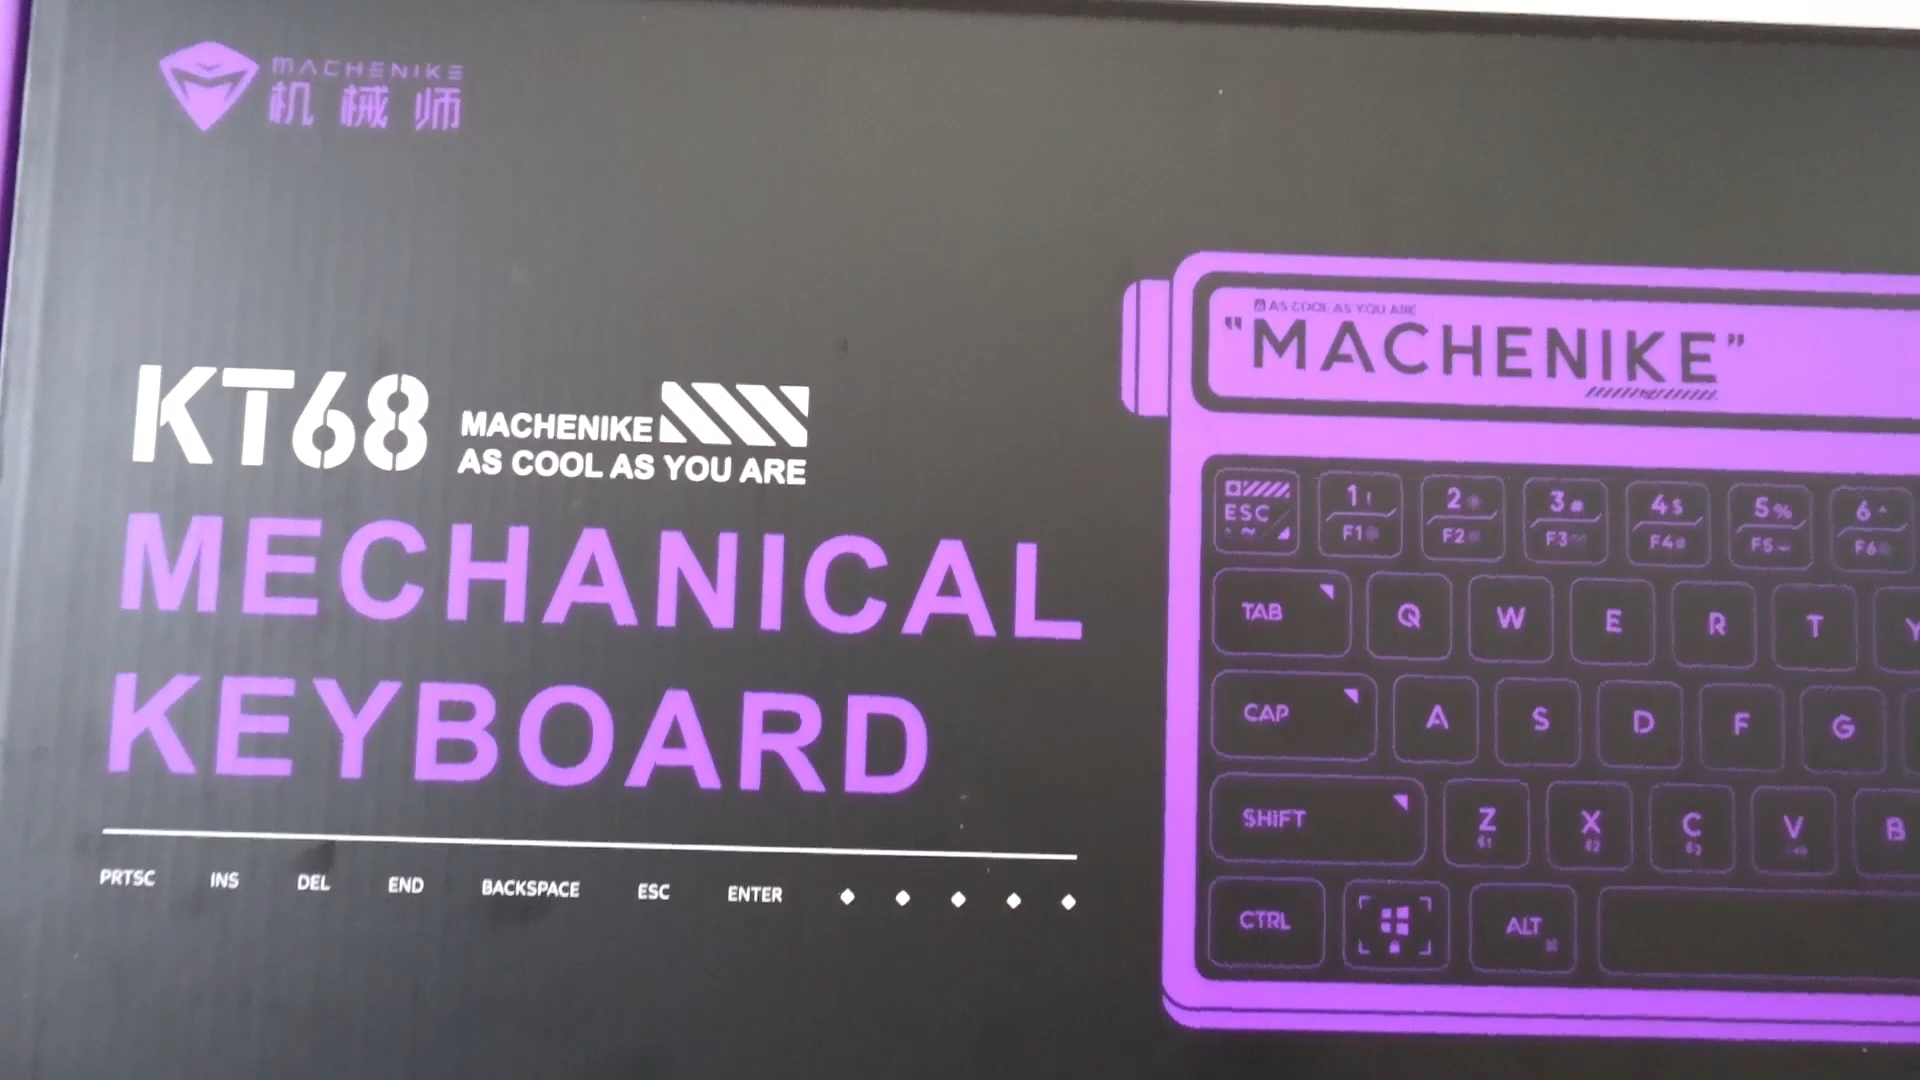 MACHENIKE
机械师
KT68
MACHENIKE
AS COOL AS YOU ARE
MECHANICAL
KEYBOARD
PRTSC INS DEL END BACKSPACE ESC ENTER
AS COOL AS YOU ARE
"MACHENIKE"
ESC 1 ! 2 3 4 $ 5 % 6 ^
~ F1 F2 F3 F4 F5 F6
TAB Q W E R T Y
CAP A S D F G
SHIFT Z X C V B
CTRL ALT